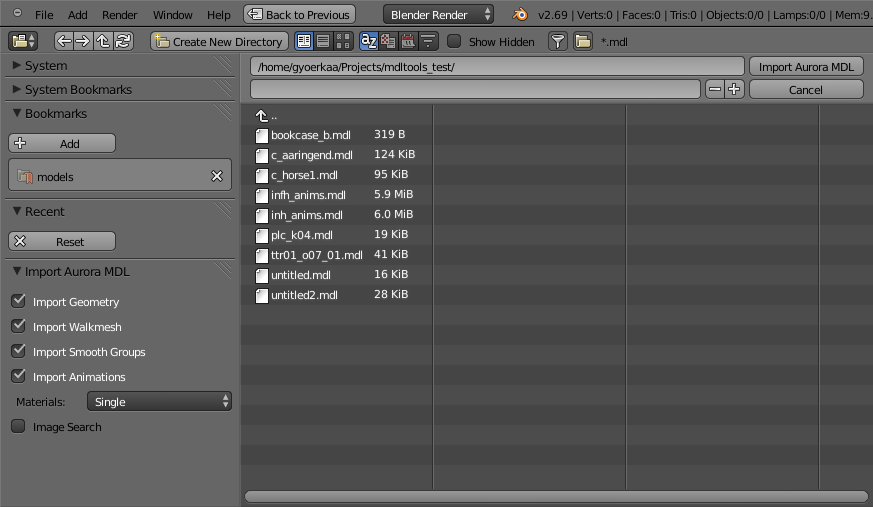 File Add Render Window Help Back to Previous Blender Render v2.69 | Verts:0 | Faces:0 | Tris:0 | Objects:0/0 | Lamps:0/0 | Mem:9.
Create New Directory Show Hidden *.mdl
System
System Bookmarks
Bookmarks
Add
models
Recent
Reset
Import Aurora MDL
Import Geometry
Import Walkmesh
Import Smooth Groups
Import Animations
Materials: Single
Image Search
/home/gyoerkaa/Projects/mdltools_test/ Import Aurora MDL
Cancel
..
bookcase_b.mdl 319 B
c_aaringend.mdl 124 KiB
c_horse1.mdl 95 KiB
infh_anims.mdl 5.9 MiB
inh_anims.mdl 6.0 MiB
plc_k04.mdl 19 KiB
ttr01_o07_01.mdl 41 KiB
untitled.mdl 16 KiB
untitled2.mdl 28 KiB